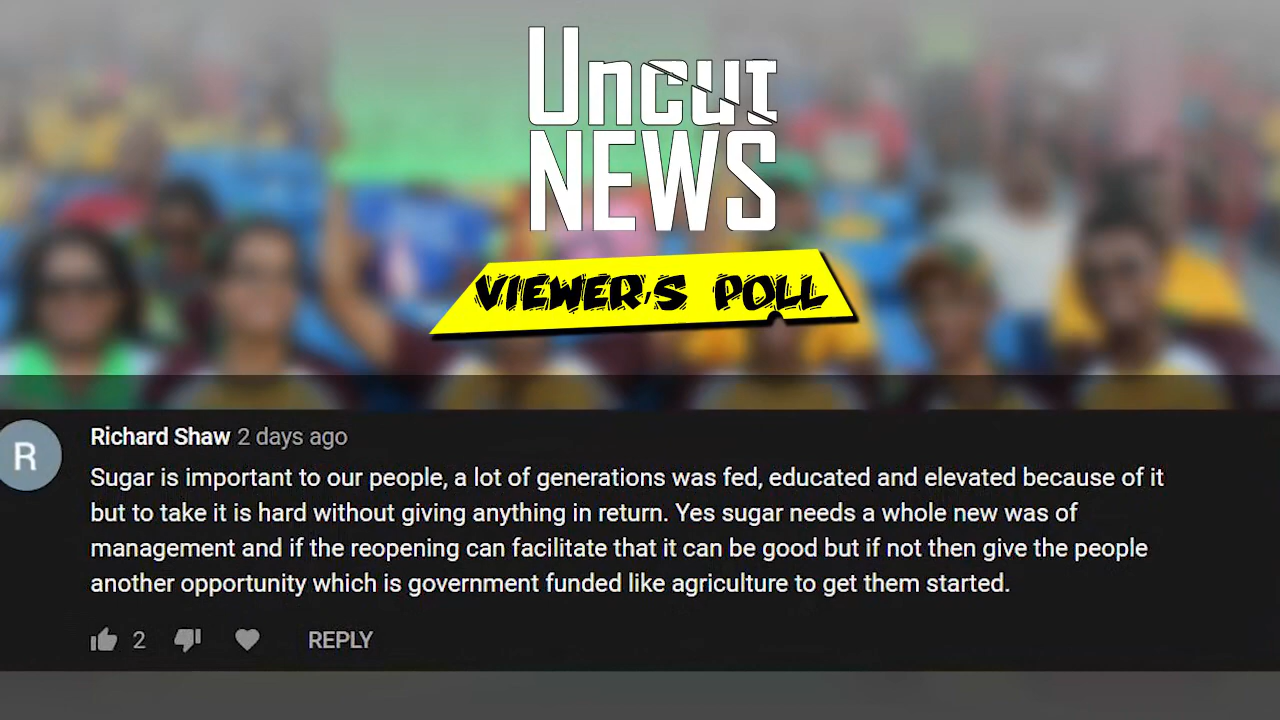 Uncut
NEWS
VIEWER'S POLL
R
Richard Shaw 2 days ago
Sugar is important to our people, a lot of generations was fed, educated and elevated because of it
but to take it is hard without giving anything in return. Yes sugar needs a whole new was of
management and if the reopening can facilitate that it can be good but if not then give the people
another opportunity which is government funded like agriculture to get them started.
2 REPLY